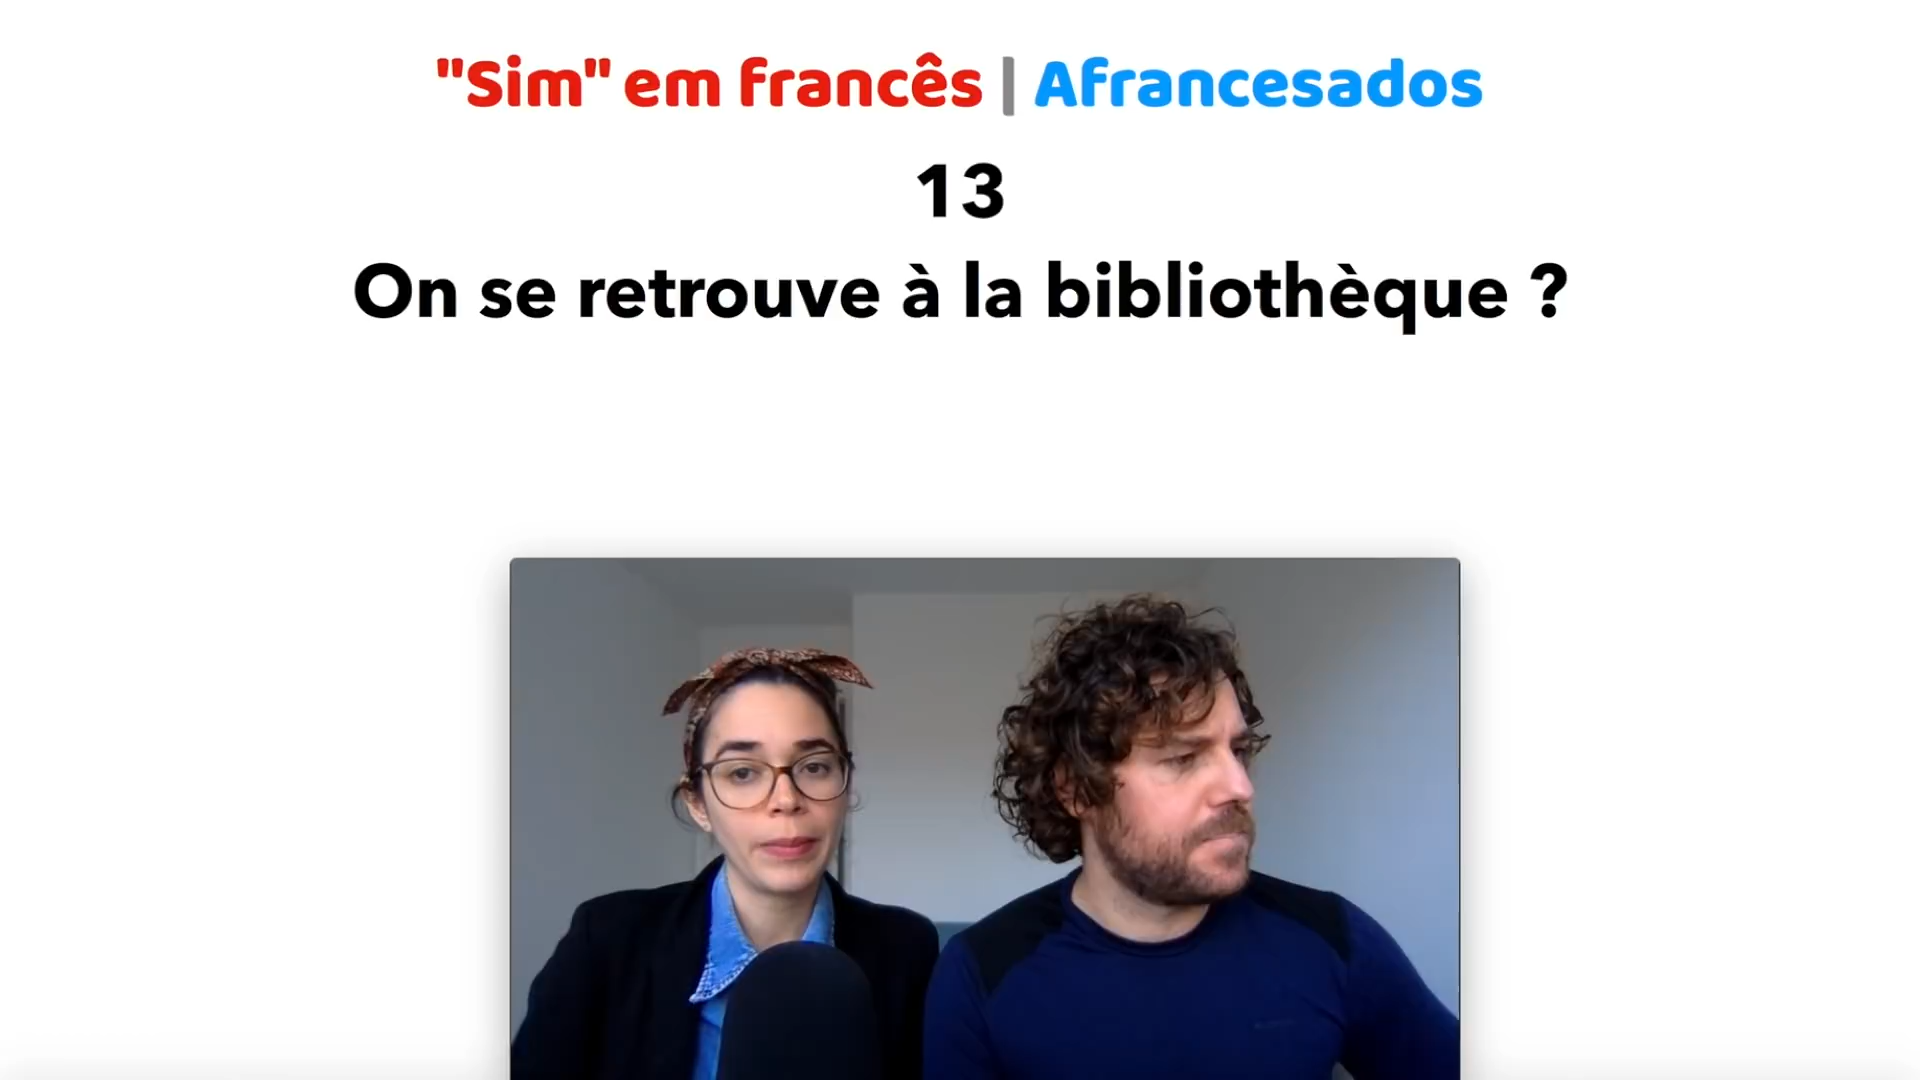 "Sim" em francês | Afrancesados
13
On se retrouve à la bibliothèque ?